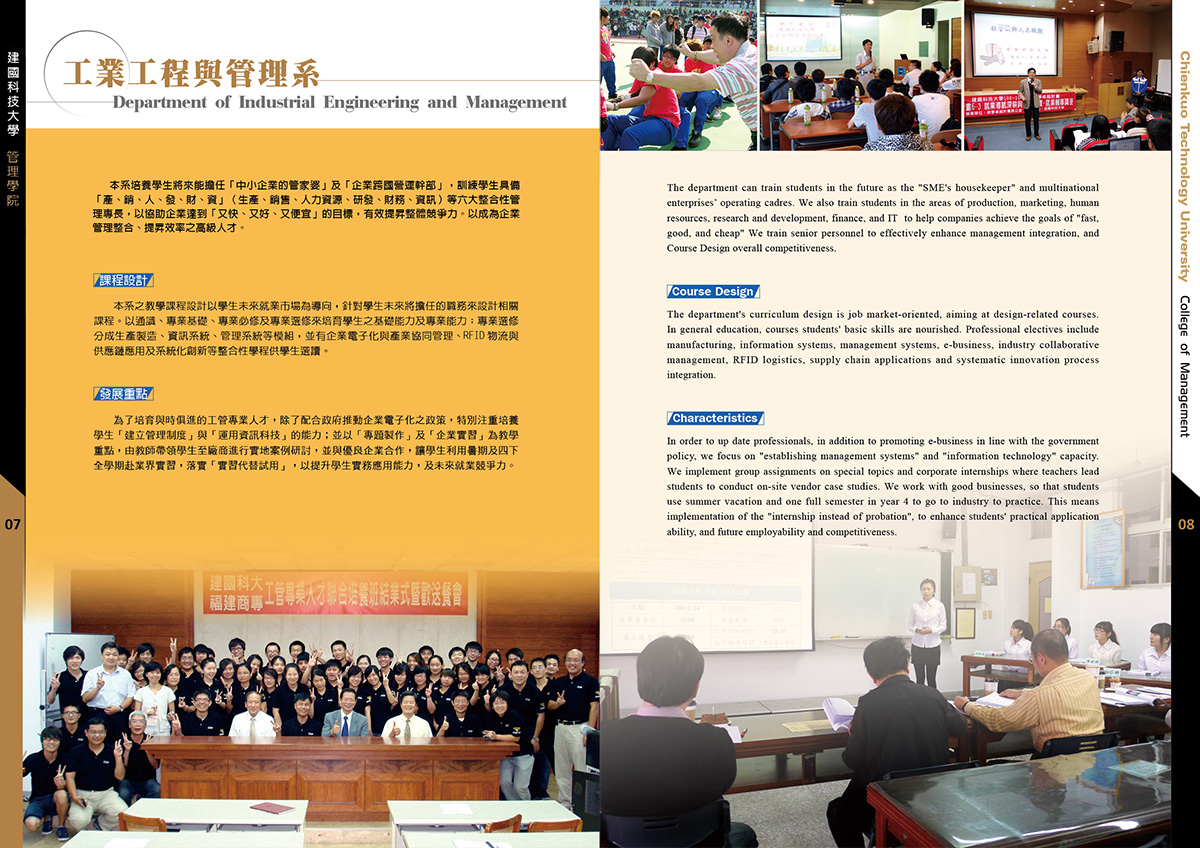 建國科技大學 管理學院
07
工業工程與管理系
Department of Industrial Engineering and Management
本系培養學生將來能擔任「中小企業的管家婆」及「企業跨國營運幹部」，訓練學生具備
「產、銷、人、發、財、資」（生產、銷售、人力資源、研發、財務、資訊）等六大整合性管
理專長，以協助企業達到「又快、又好、又便宜」的目標，有效提昇整體競爭力。以成為企業
管理整合、提昇效率之高級人才。
課程設計
本系之教學課程設計以學生未來就業市場為導向，針對學生未來將擔任的職務來設計相關
課程。以通識、專業基礎、專業必修及專業選修來培育學生之基礎能力及專業能力；專業選修
分成生產製造、資訊系統、管理系統等模組，並有企業電子化與產業協同管理、RFID 物流與
供應鏈應用及系統化創新等整合性學程供學生選讀。
發展重點
為了培育與時俱進的工管專業人才，除了配合政府推動企業電子化之政策，特別注重培養
學生「建立管理制度」與「運用資訊科技」的能力；並以「專題製作」及「企業實習」為教學
重點，由教師帶領學生至廠商進行實地案例研討，並與優良企業合作，讓學生利用暑期及四下
全學期赴業界實習，落實「實習代替試用」，以提升學生實務應用能力，及未來就業競爭力。
建國科大
福建商專
工管專業人才聯合培養班結業式暨歡送餐會
The department can train students in the future as the "SME's housekeeper" and multinational
enterprises' operating cadres. We also train students in the areas of production, marketing, human
resources, research and development, finance, and IT to help companies achieve the goals of "fast,
good, and cheap" We train senior personnel to effectively enhance management integration, and
Course Design overall competitiveness.
Course Design
The department's curriculum design is job market-oriented, aiming at design-related courses.
In general education, courses students' basic skills are nourished. Professional electives include
manufacturing, information systems, management systems, e-business, industry collaborative
management, RFID logistics, supply chain applications and systematic innovation process
integration.
Characteristics
In order to up date professionals, in addition to promoting e-business in line with the government
policy, we focus on "establishing management systems" and "information technology" capacity.
We implement group assignments on special topics and corporate internships where teachers lead
students to conduct on-site vendor case studies. We work with good businesses, so that students
use summer vacation and one full semester in year 4 to go to industry to practice. This means
implementation of the "internship instead of probation", to enhance students' practical application
ability, and future employability and competitiveness.
Chienkuo Technology University College of Management
08